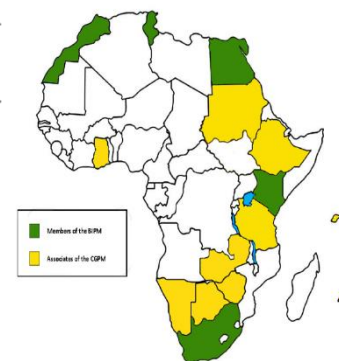 Members of the BIPM
Associates of the CGPM